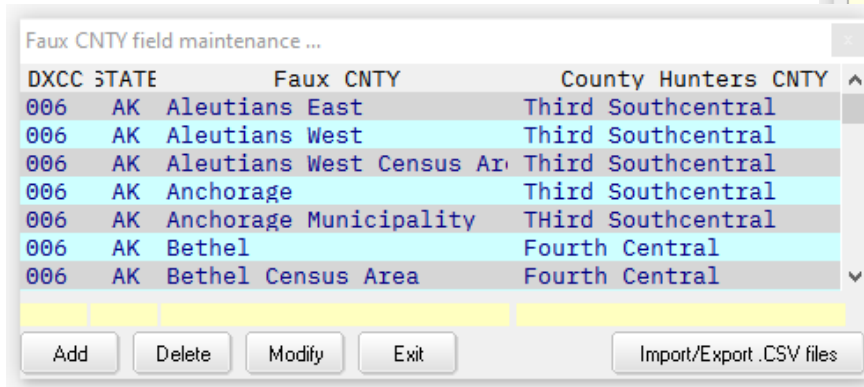 Faux CNTY field maintenance ...
x
DXCC STATE Faux CNTY County Hunters CNTY
006 AK Aleutians East Third Southcentral
006 AK Aleutians West Third Southcentral
006 AK Aleutians West Census Ar Third Southcentral
006 AK Anchorage Third Southcentral
006 AK Anchorage Municipality THird Southcentral
006 AK Bethel Fourth Central
006 AK Bethel Census Area Fourth Central
Add Delete Modify Exit Import/Export .CSV files